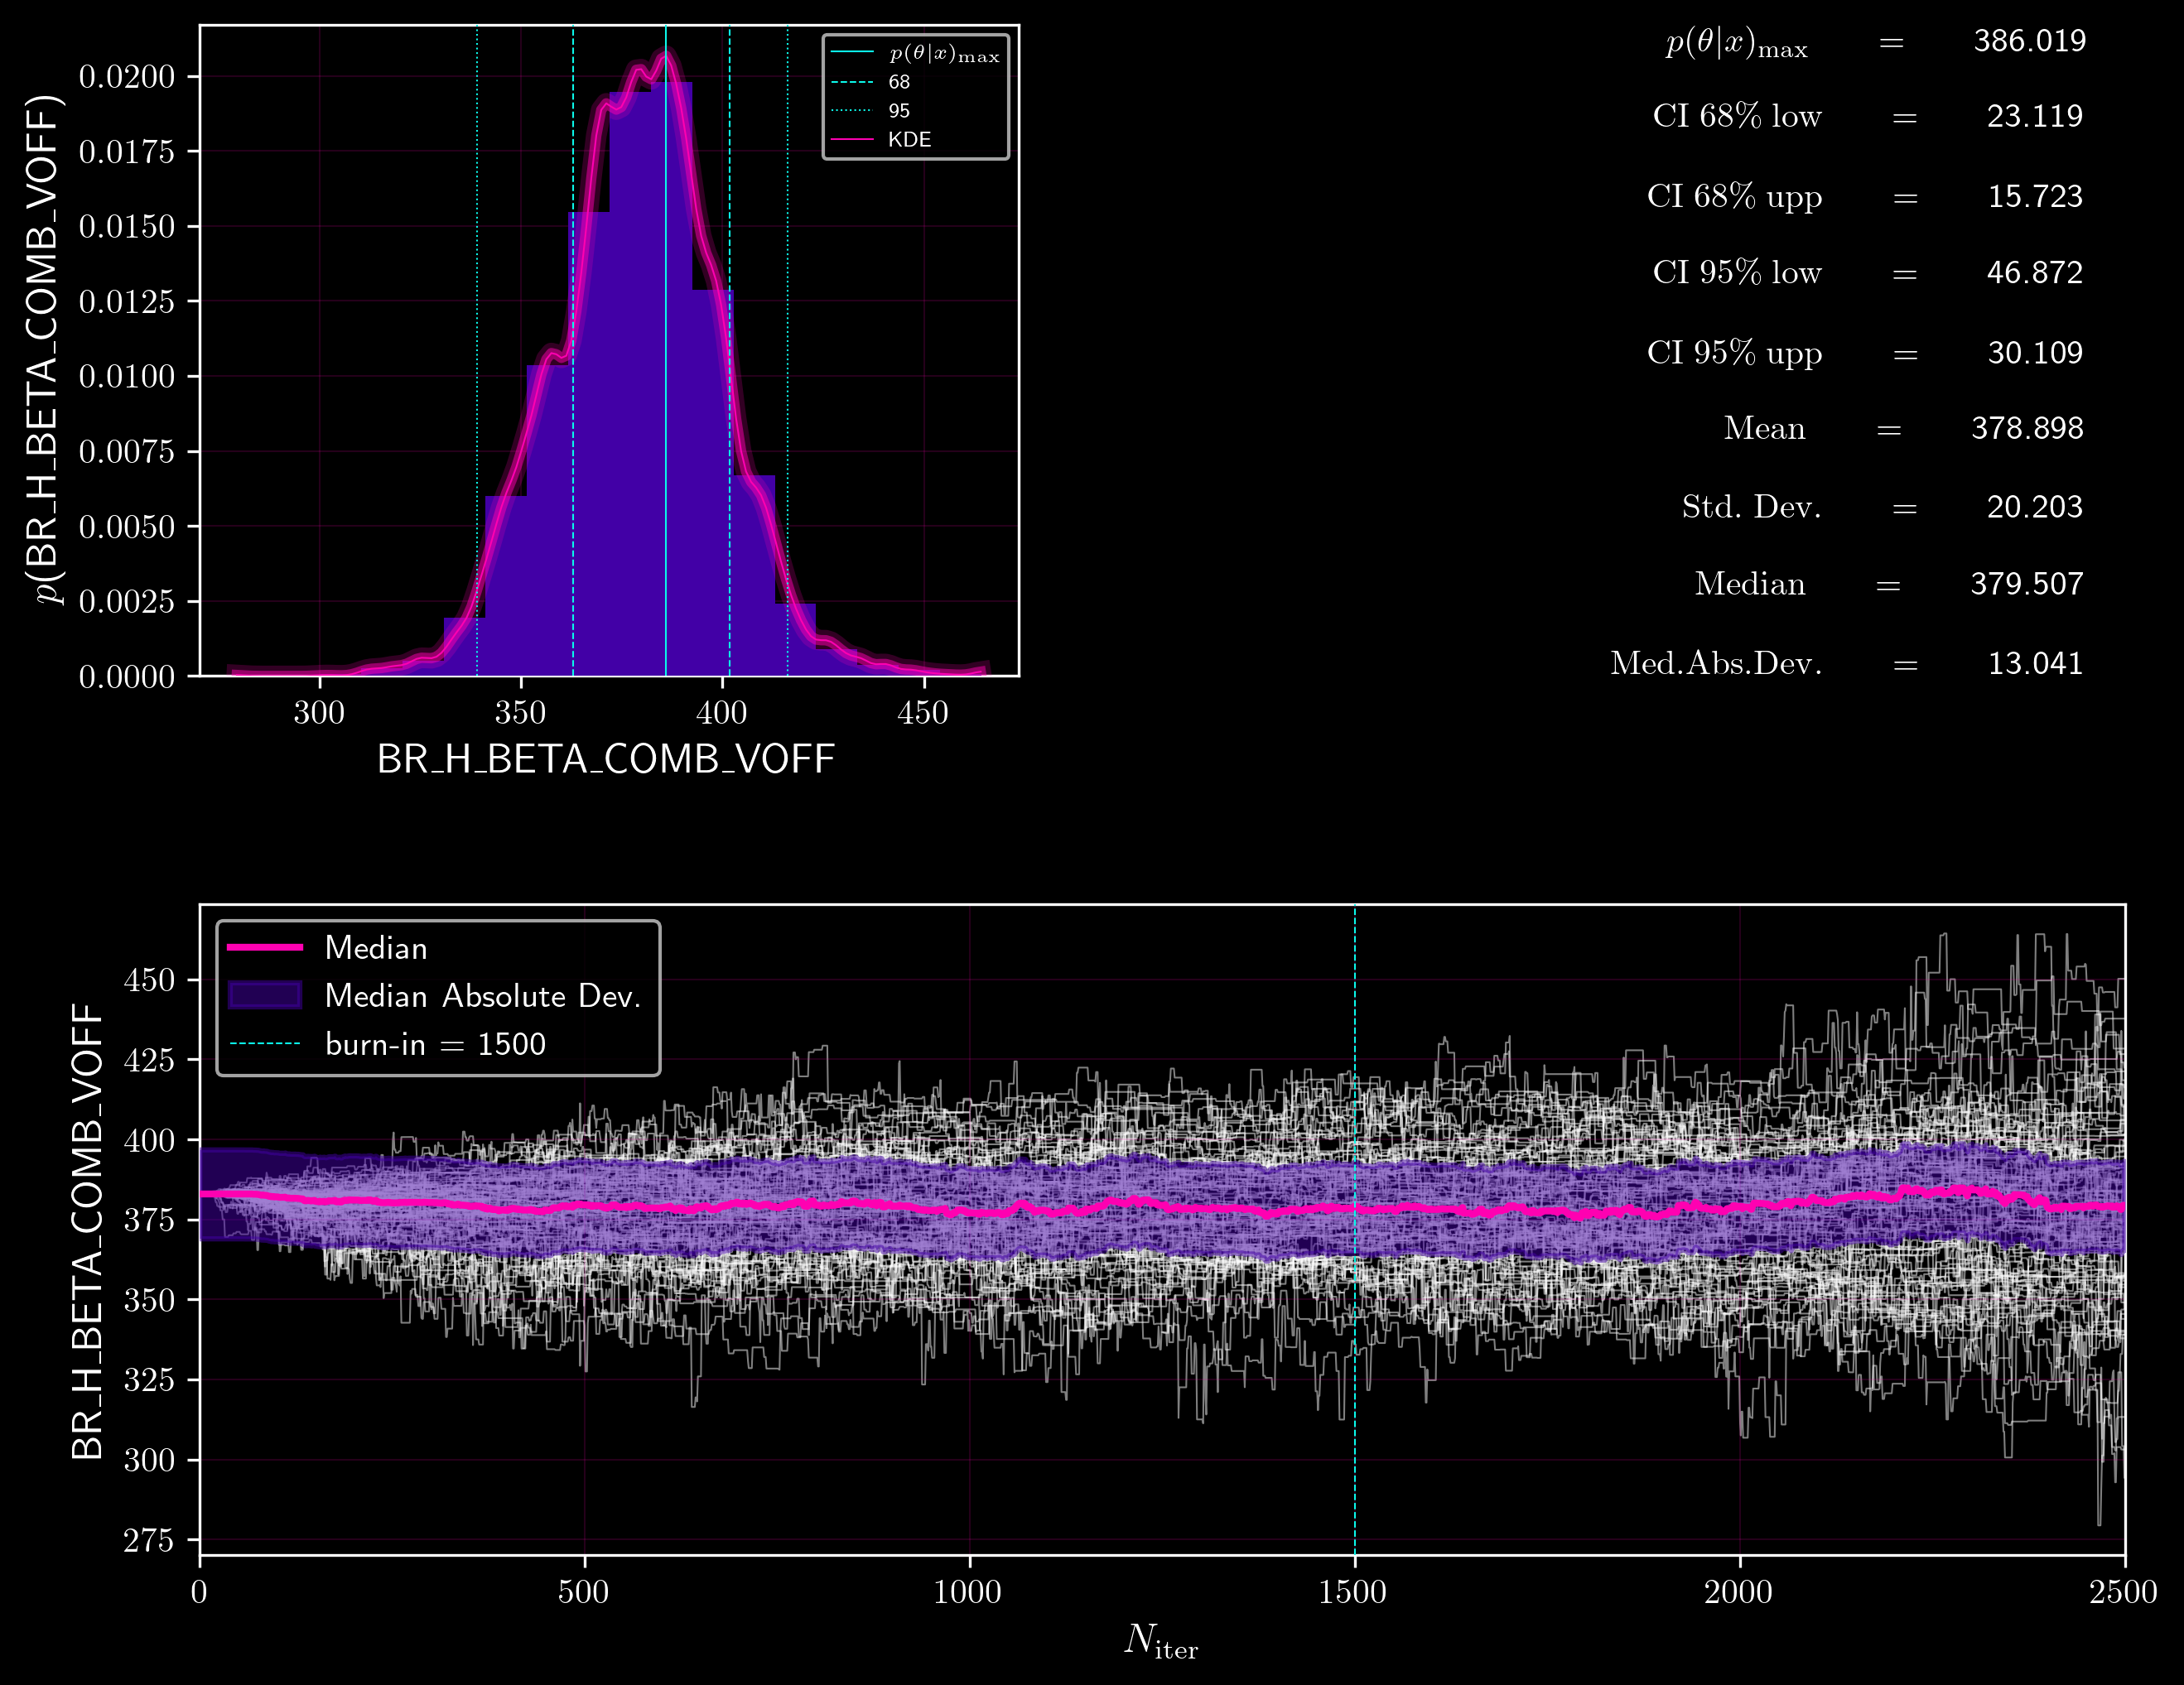 0.0200
0.0175
0.0150
0.0125
0.0100
0.0075
0.0050
0.0025
0.0000
p(BR_H_BETA_COMB_VOFF)
300 350 400 450
BR_H_BETA_COMB_VOFF
p(θ|x)max
68
95
KDE
p(θ|x)max = 386.019
CI 68% low = 23.119
CI 68% upp = 15.723
CI 95% low = 46.872
CI 95% upp = 30.109
Mean = 378.898
Std. Dev. = 20.203
Median = 379.507
Med.Abs.Dev. = 13.041
BR_H_BETA_COMB_VOFF
450
425
400
375
350
325
300
275
Median
Median Absolute Dev.
burn-in = 1500
0 500 1000 1500 2000 2500
Niter